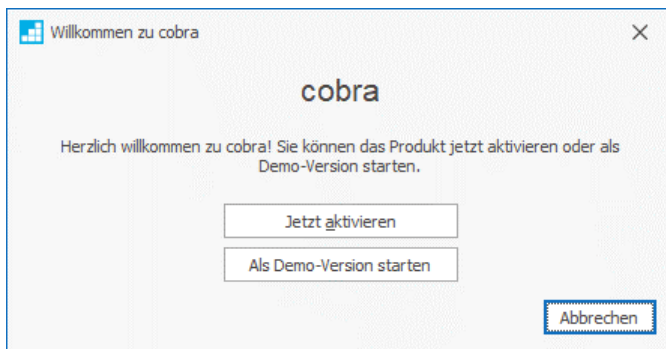 Willkommen zu cobra
cobra
Herzlich willkommen zu cobra! Sie können das Produkt jetzt aktivieren oder als
Demo-Version starten.
Jetzt aktivieren
Als Demo-Version starten
Abbrechen